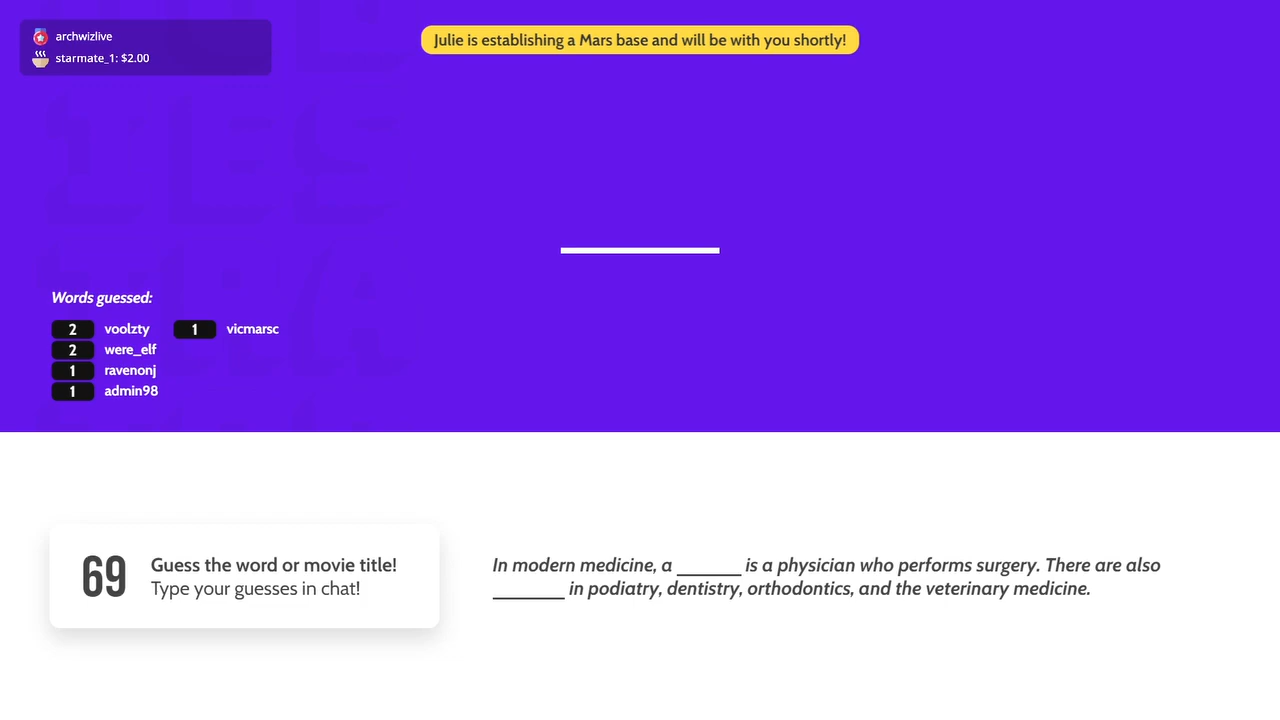 archwizlive
starmate_1: $2.00
Julie is establishing a Mars base and will be with you shortly!
Words guessed:
2 voolzty 1 vicmarsc
2 were_elf
1 ravenonj
1 admin98
69
Guess the word or movie title!
Type your guesses in chat!
In modern medicine, a _______ is a physician who performs surgery. There are also
________ in podiatry, dentistry, orthodontics, and the veterinary medicine.